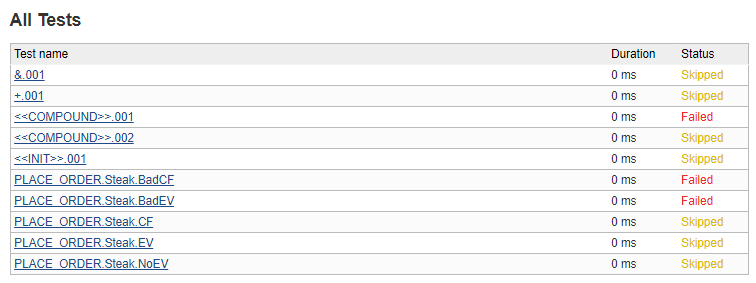 All Tests
Test name Duration Status
&.001 0 ms Skipped
+.001 0 ms Skipped
<<COMPOUND>>.001 0 ms Failed
<<COMPOUND>>.002 0 ms Skipped
<<INIT>>.001 0 ms Skipped
PLACE_ORDER.Steak.BadCF 0 ms Failed
PLACE_ORDER.Steak.BadEV 0 ms Failed
PLACE_ORDER.Steak.CF 0 ms Skipped
PLACE_ORDER.Steak.EV 0 ms Skipped
PLACE_ORDER.Steak.NoEV 0 ms Skipped